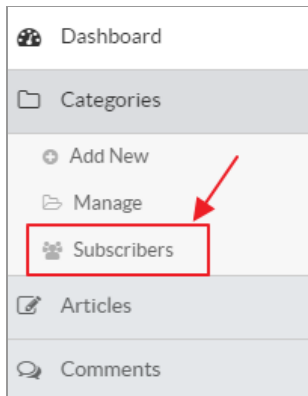 Dashboard
Categories
Add New
Manage
Subscribers
Articles
Comments